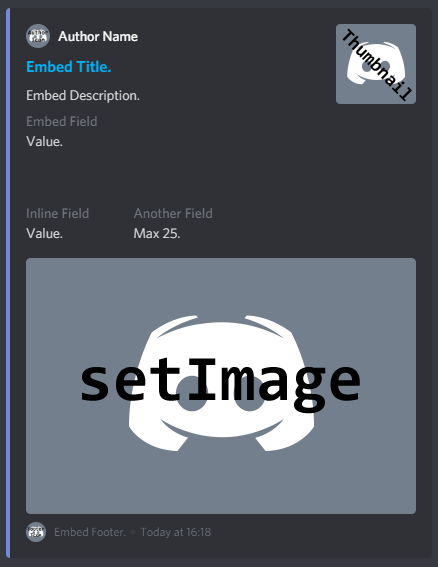 Author Name
Thumbnail
Embed Title.
Embed Description.
Embed Field
Value.
Inline Field Another Field
Value. Max 25.
setImage
Embed Footer. • Today at 16:18